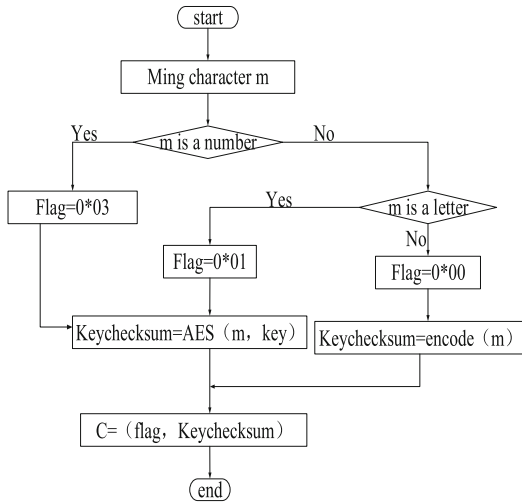 start
Ming character m
Yes
m is a number
No
Flag=0*03
Yes
m is a letter
Flag=0*01
No
Flag=0*00
Keychecksum=AES（m，key）
Keychecksum=encode（m）
C=（flag，Keychecksum）
end